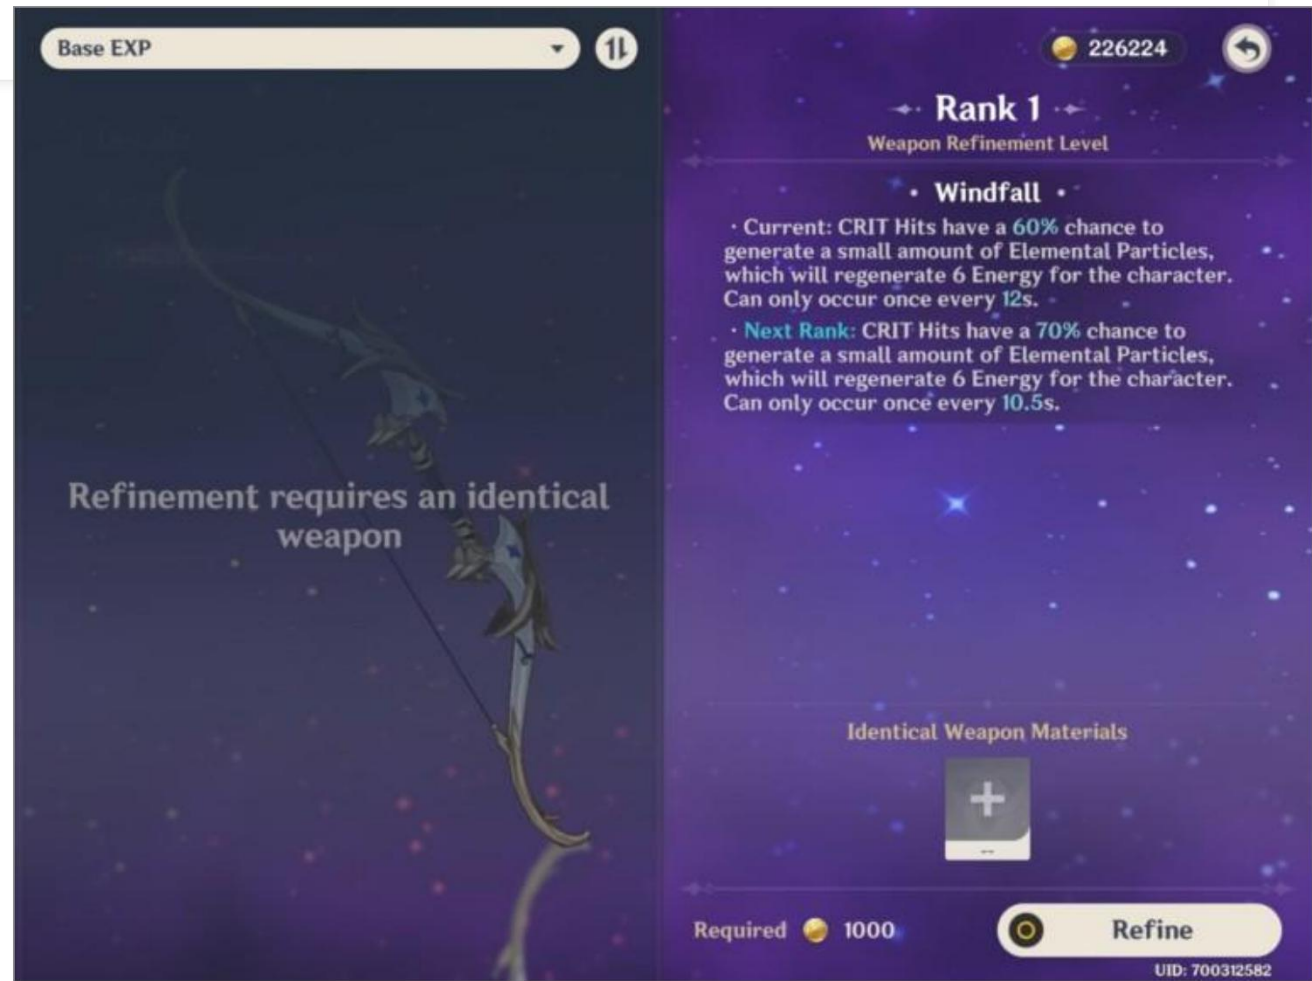 Base EXP
226224
Rank 1
Weapon Refinement Level
• Windfall •
· Current: CRIT Hits have a 60% chance to
generate a small amount of Elemental Particles,
which will regenerate 6 Energy for the character.
Can only occur once every 12s.
· Next Rank: CRIT Hits have a 70% chance to
generate a small amount of Elemental Particles,
which will regenerate 6 Energy for the character.
Can only occur once every 10.5s.
Refinement requires an identical
weapon
Identical Weapon Materials
--
Required 1000
Refine
UID: 700312582